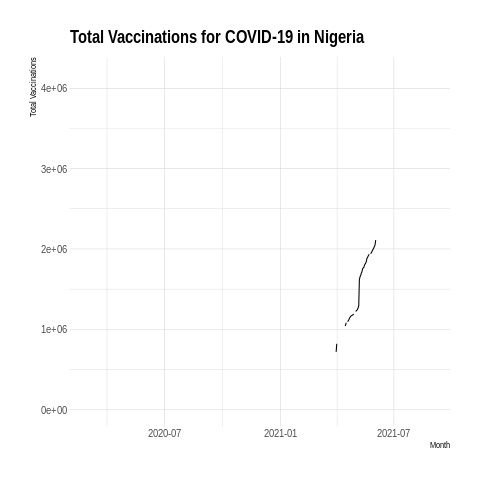 Total Vaccinations for COVID-19 in Nigeria
Total Vaccinations
4e+06
3e+06
2e+06
1e+06
0e+00
2020-07
2021-01
2021-07
Month